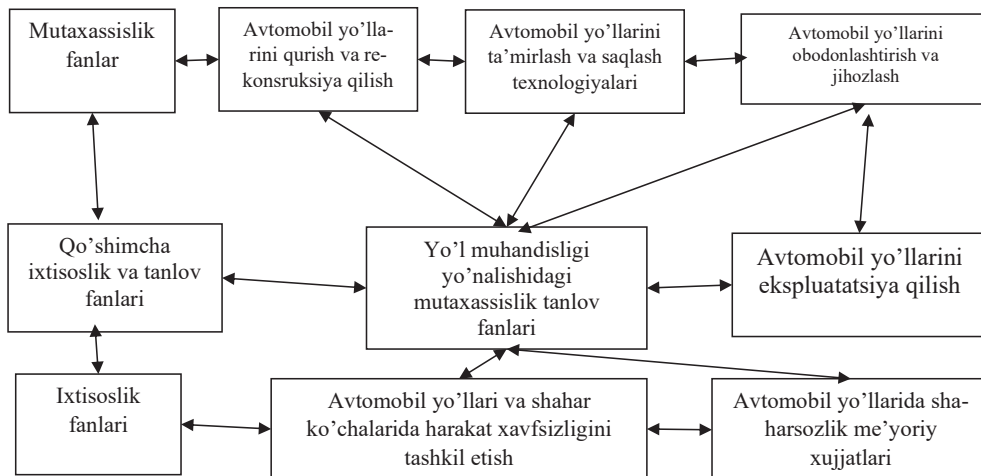 Mutaxassislik
fanlar
Avtomobil yo’lla-
rini qurish va re-
konsruksiya qilish
Avtomobil yo’llarini
ta’mirlash va saqlash
texnologiyalari
Avtomobil yo’llarini
obodonlashtirish va
jihozlash
Qo’shimcha
ixtisoslik va tanlov
fanlari
Yo’l muhandisligi
yo’nalishidagi
mutaxassislik tanlov
fanlari
Avtomobil yo’llarini
ekspluatatsiya qilish
Ixtisoslik
fanlari
Avtomobil yo’llari va shahar
ko’chalarida harakat xavfsizligini
tashkil etish
Avtomobil yo’llarida sha-
harsozlik me’yoriy
xujjatlari